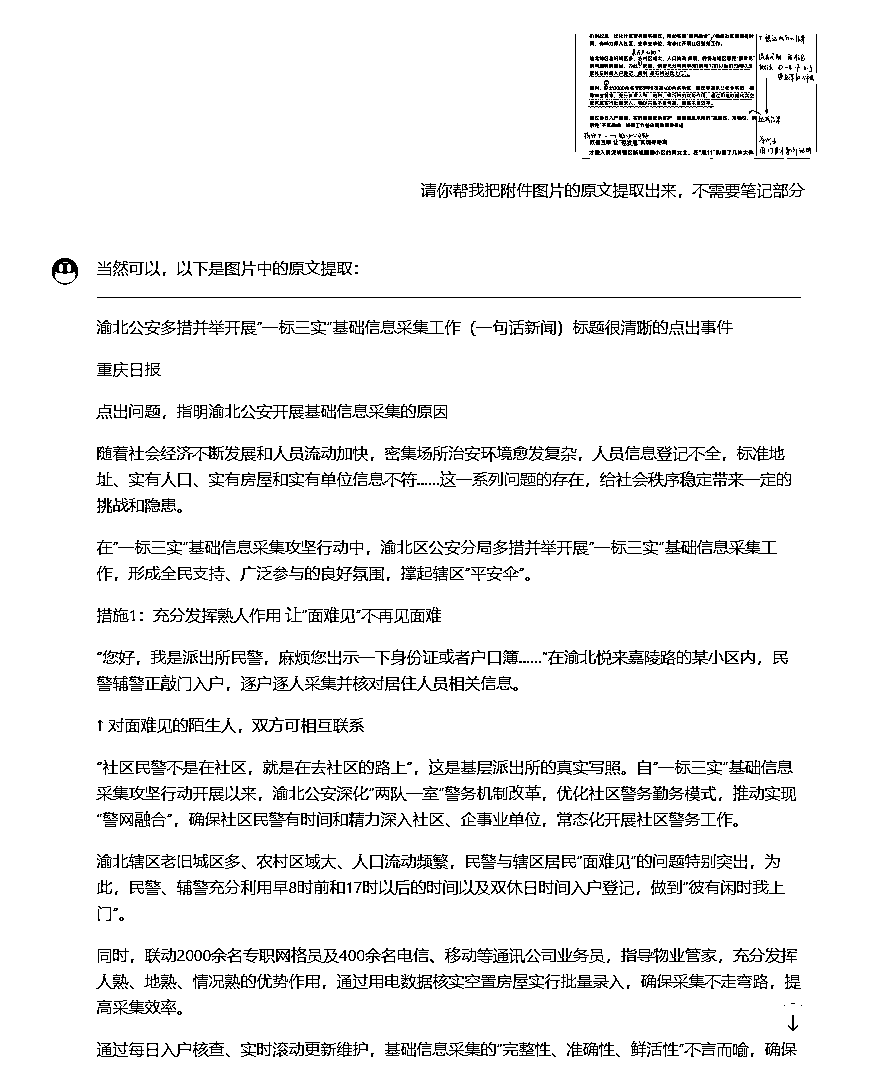 请你帮我把附件图片的原文提取出来，不需要笔记部分
当然可以，以下是图片中的原文提取：
渝北公安多措并举开展"一标三实"基础信息采集工作（一句话新闻）标题很清晰的点出事件
重庆日报
点出问题，指明渝北公安开展基础信息采集的原因
随着社会经济不断发展和人员流动加快，密集场所治安环境愈发复杂，人员信息登记不全，标准地
址、实有人口、实有房屋和实有单位信息不符......这一系列问题的存在，给社会秩序稳定带来一定的
挑战和隐患。
在"一标三实"基础信息采集攻坚行动中，渝北区公安分局多措并举开展"一标三实"基础信息采集工
作，形成全民支持、广泛参与的良好氛围，撑起辖区"平安伞"。
措施1：充分发挥熟人作用 让"面难见"不再见面难
"您好，我是派出所民警，麻烦您出示一下身份证或者户口簿......"在渝北悦来嘉陵路的某小区内，民
警辅警正敲门入户，逐户逐人采集并核对居住人员相关信息。
↑ 对面难见的陌生人，双方可相互联系
"社区民警不是在社区，就是在去社区的路上"，这是基层派出所的真实写照。自"一标三实"基础信息
采集攻坚行动开展以来，渝北公安深化"两队一室"警务机制改革，优化社区警务勤务模式，推动实现
"警网融合"，确保社区民警有时间和精力深入社区、企事业单位，常态化开展社区警务工作。
渝北辖区老旧城区多、农村区域大、人口流动频繁，民警与辖区居民"面难见"的问题特别突出，为
此，民警、辅警充分利用早8时前和17时以后的时间以及双休日时间入户登记，做到"彼有闲时我上
门"。
同时，联动2000余名专职网格员及400余名电信、移动等通讯公司业务员，指导物业管家，充分发挥
人熟、地熟、情况熟的优势作用，通过用电数据核实空置房屋实行批量录入，确保采集不走弯路，提
高采集效率。
通过每日入户核查、实时滚动更新维护，基础信息采集的"完整性、准确性、鲜活性"不言而喻，确保